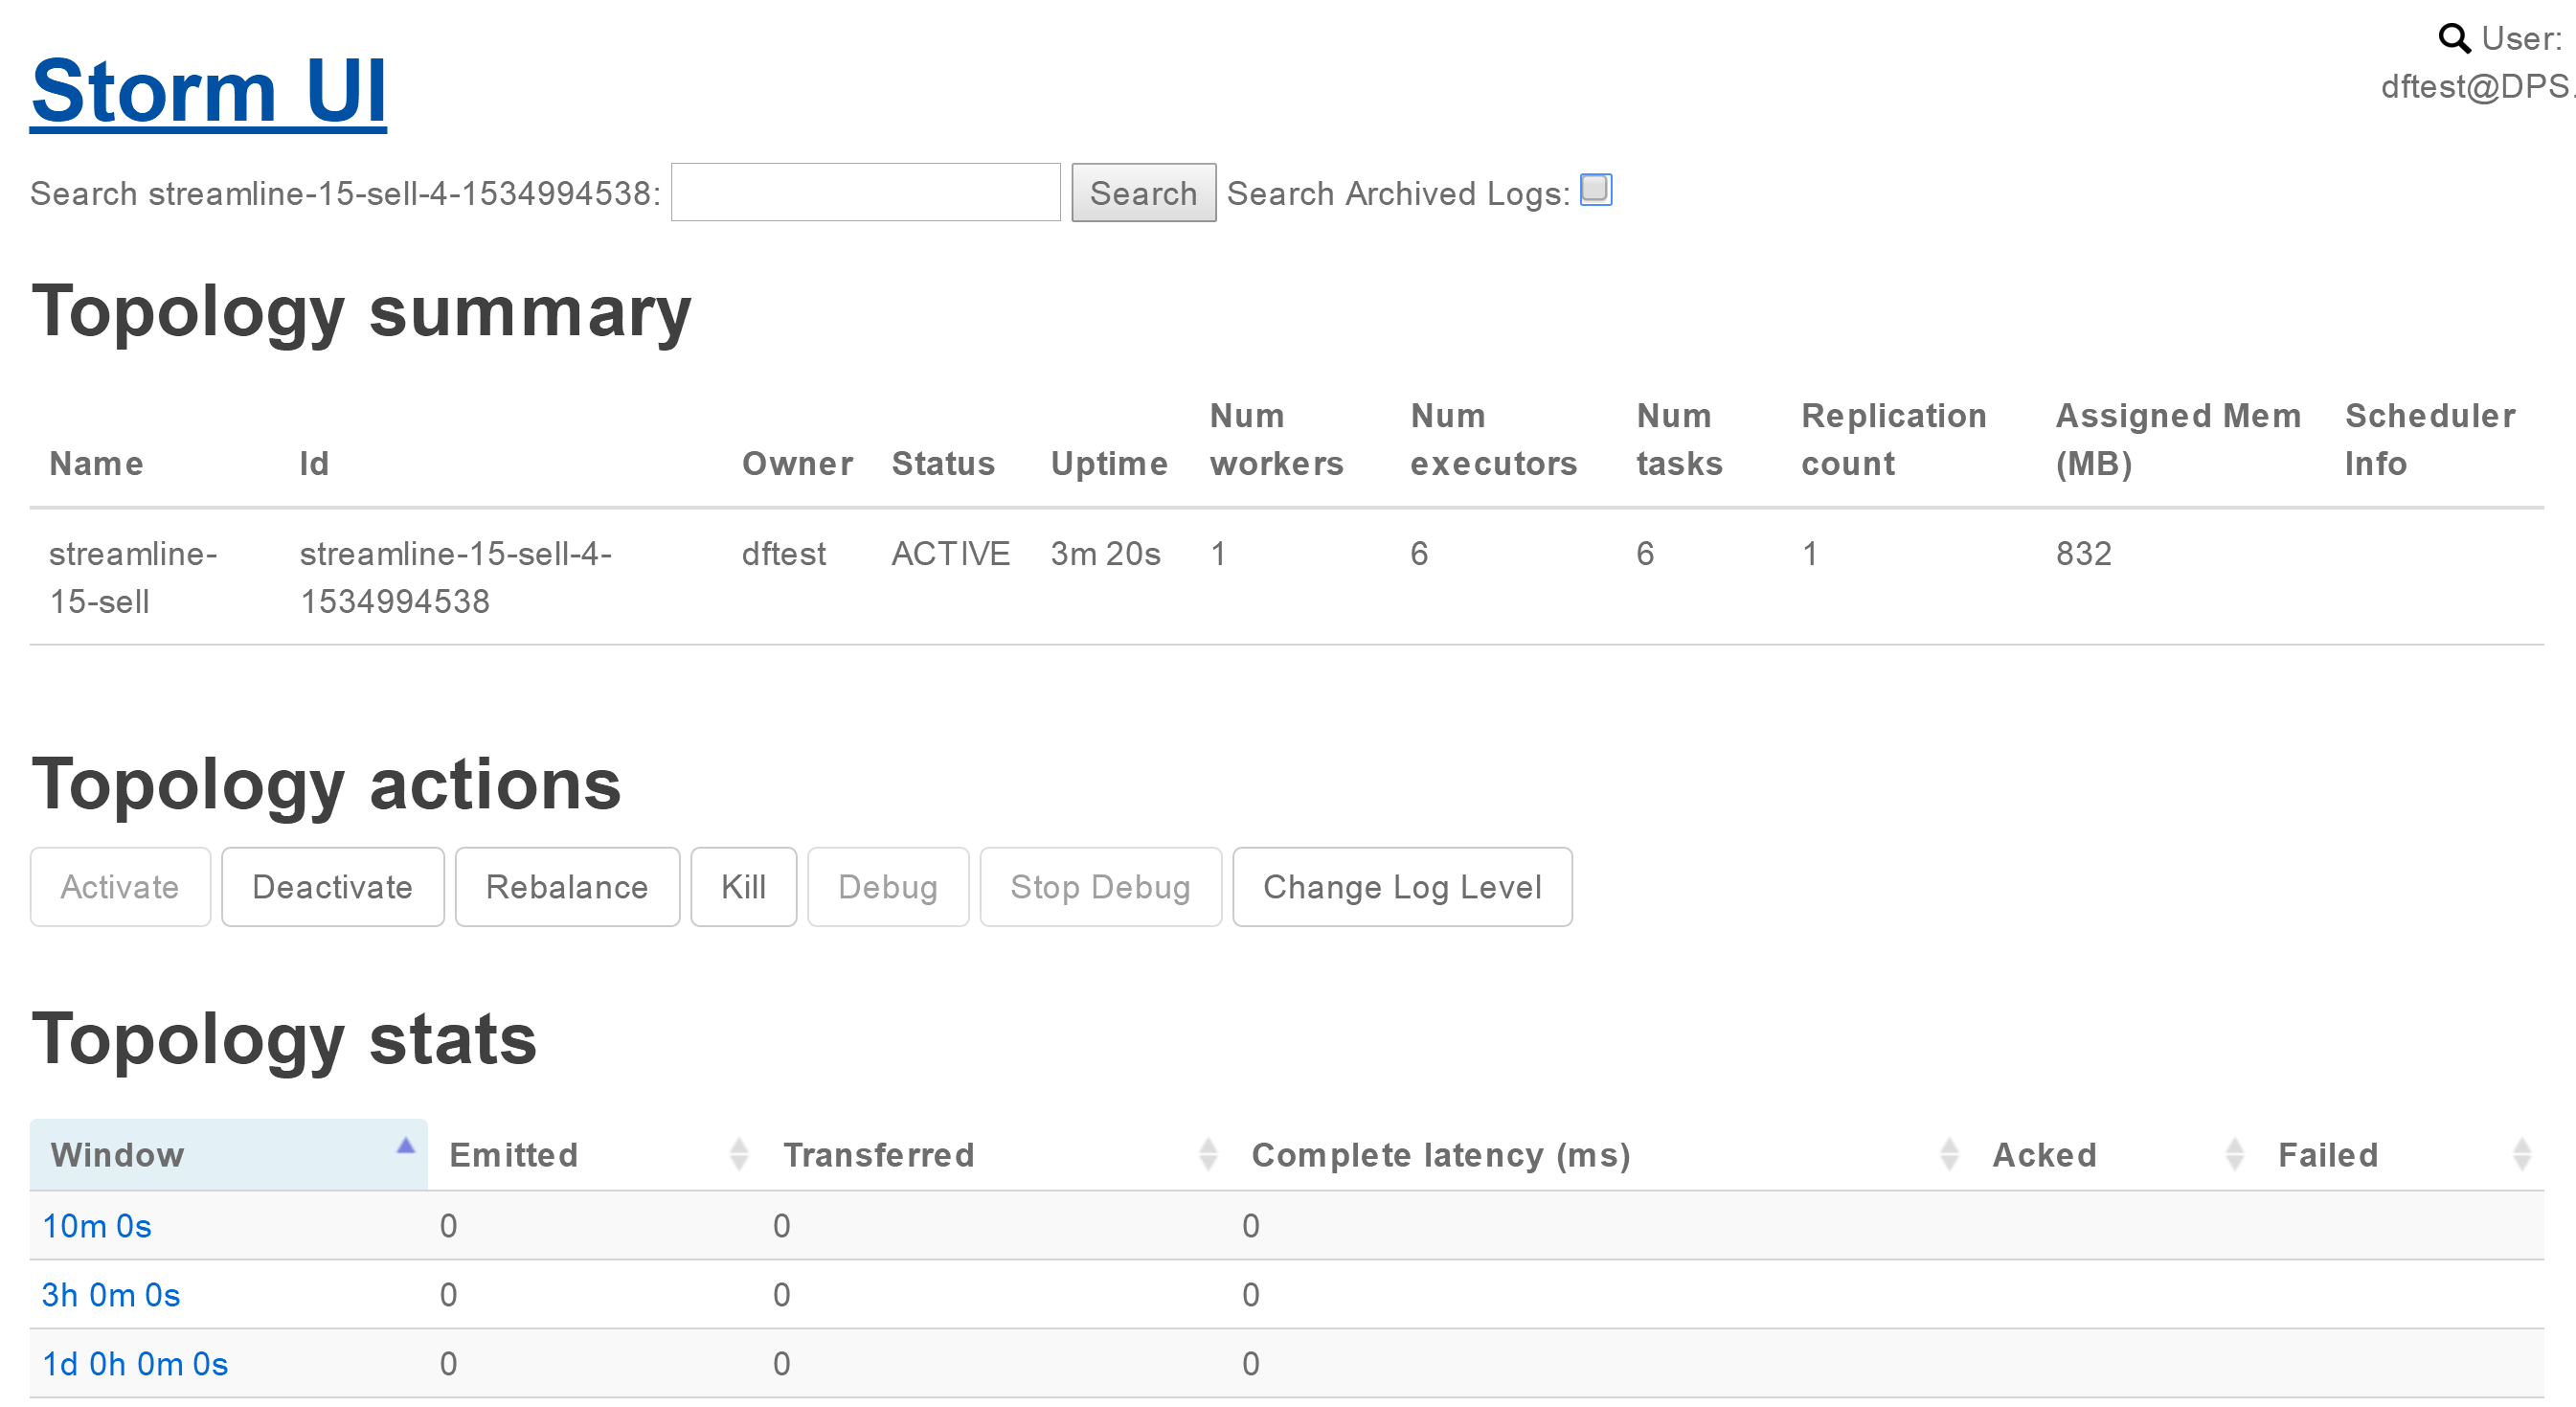 User:
dftest@DPS.
Storm UI
Search streamline-15-sell-4-1534994538: Search Search Archived Logs:
Topology summary
Name Id Owner Status Uptime Num workers Num executors Num tasks Replication count Assigned Mem (MB) Scheduler Info
streamline-15-sell streamline-15-sell-4-1534994538 dftest ACTIVE 3m 20s 1 6 6 1 832
Topology actions
Activate Deactivate Rebalance Kill Debug Stop Debug Change Log Level
Topology stats
Window Emitted Transferred Complete latency (ms) Acked Failed
10m 0s 0 0 0
3h 0m 0s 0 0 0
1d 0h 0m 0s 0 0 0